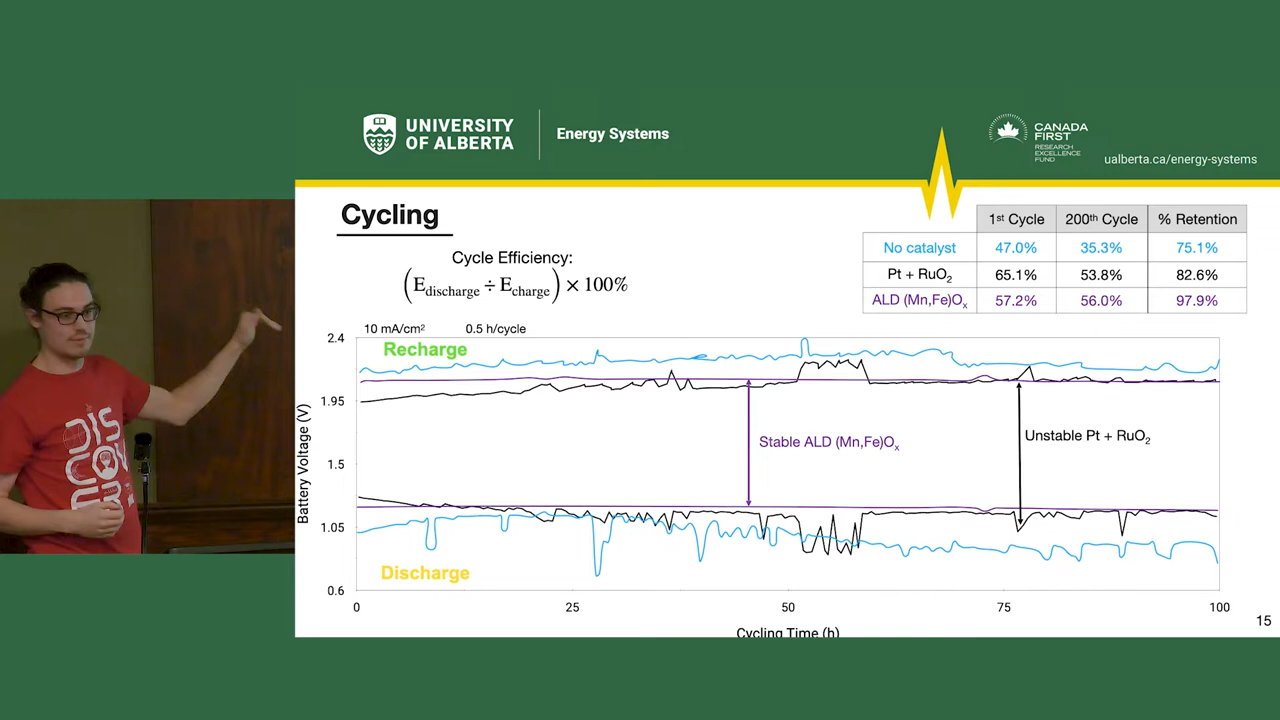 UNIVERSITY
OF ALBERTA
Energy Systems
CANADA
FIRST
RESEARCH
EXCELLENCE
FUND
ualberta.ca/energy-systems
Cycling
Cycle Efficiency:
(E_discharge ÷ E_charge) × 100%
1st Cycle 200th Cycle % Retention
No catalyst 47.0% 35.3% 75.1%
Pt + RuO₂ 65.1% 53.8% 82.6%
ALD (Mn,Fe)Oₓ 57.2% 56.0% 97.9%
10 mA/cm² 0.5 h/cycle
Recharge
Discharge
Stable ALD (Mn,Fe)Oₓ
Unstable Pt + RuO₂
Battery Voltage (V)
2.4
1.95
1.5
1.05
0.6
0 25 50 75 100
Cycling Time (h)
15
DIS
COV